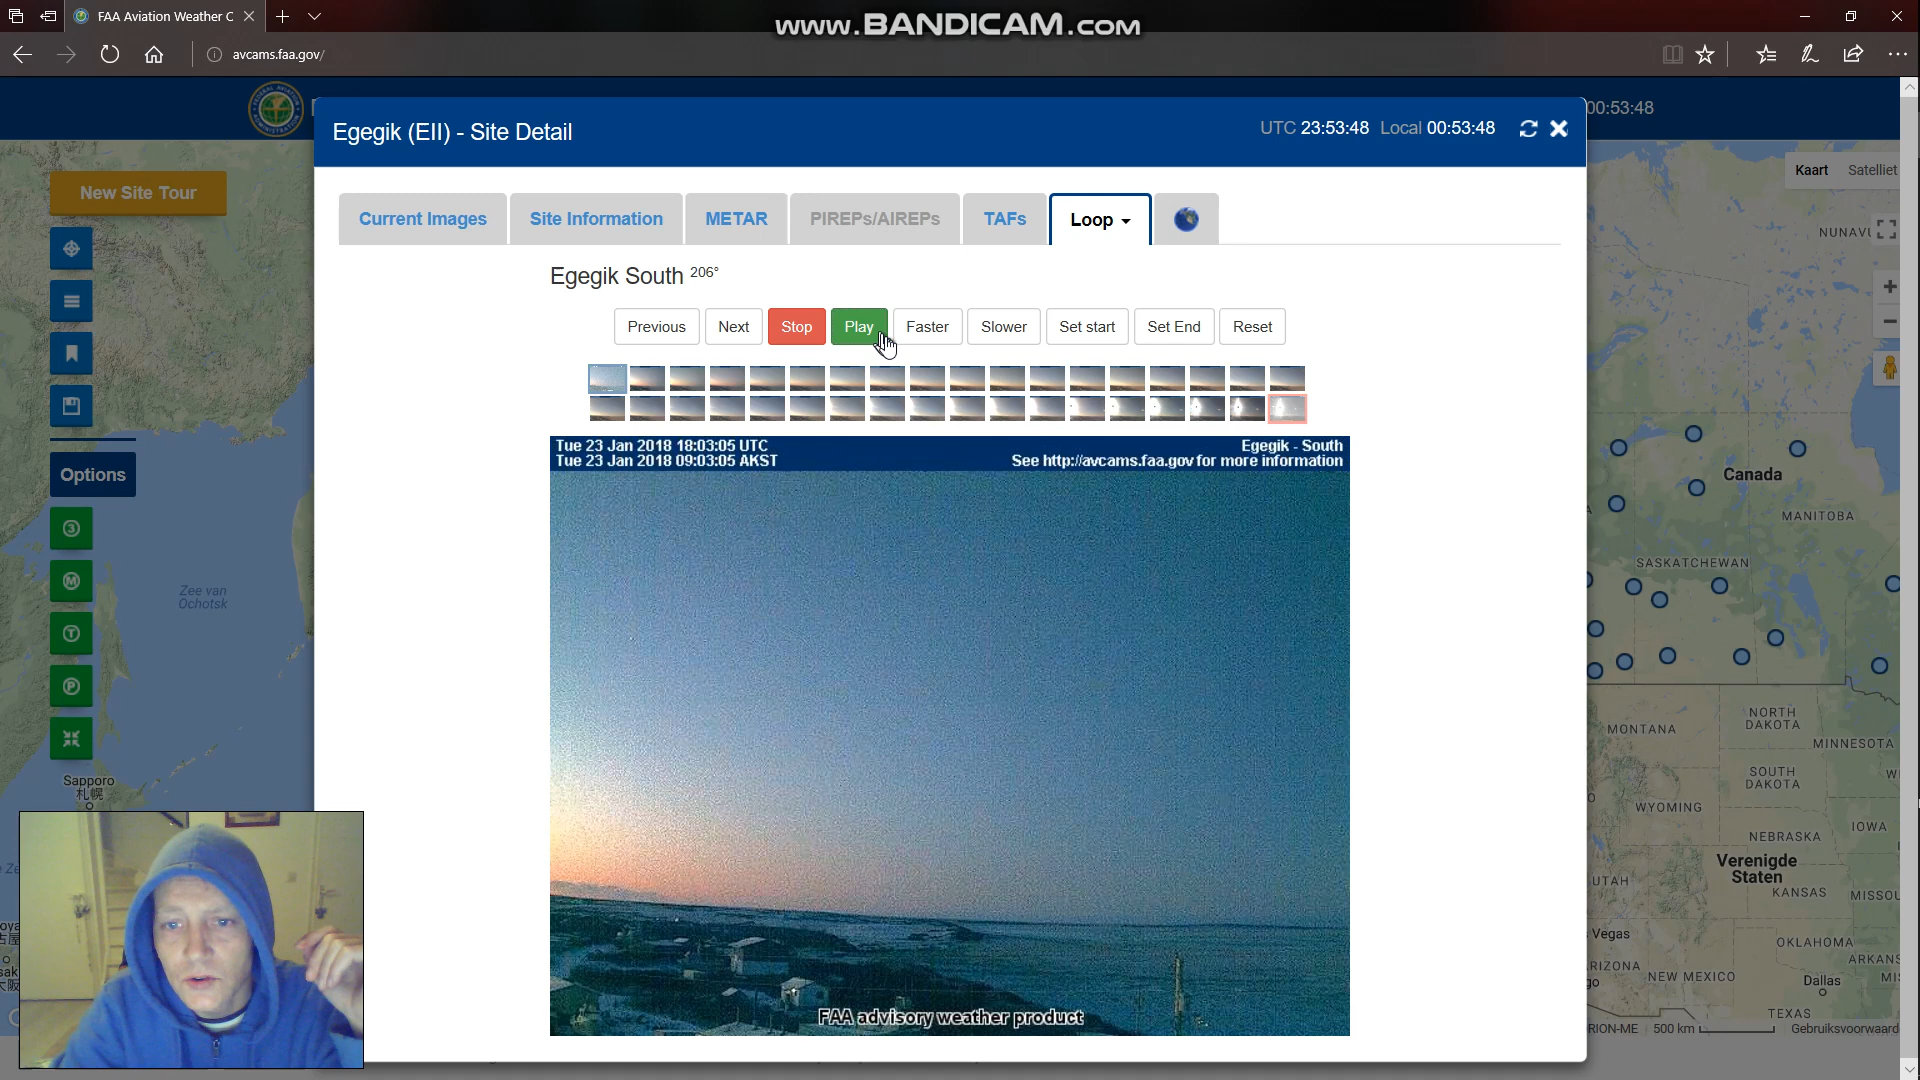 FAA Aviation Weather C
www.BANDICAM.com
avcams.faa.gov/
Egegik (EII) - Site Detail
UTC 23:53:48 Local 00:53:48
00:53:48
New Site Tour
Kaart Satelliet
Current Images
Site Information
METAR
PIREPs/AIREPs
TAFs
Loop
Egegik South 206°
Previous
Next
Stop
Play
Faster
Slower
Set start
Set End
Reset
Tue 23 Jan 2018 18:03:05 UTC
Tue 23 Jan 2018 09:03:05 AKST
Egegik - South
See http://avcams.faa.gov for more information
FAA advisory weather product
Options
3
M
T
P
Zee van
Ochotsk
Sapporo
札幌
NUNAVU
Canada
MANITOBA
SASKATCHEWAN
NORTH
DAKOTA
MONTANA
MINNESOTA
SOUTH
DAKOTA
WYOMING
IOWA
NEBRASKA
Verenigde
Staten
UTAH
KANSAS
MISSOU
Vegas
OKLAHOMA
ARKANS
RIZONA
NEW MEXICO
Dallas
TEXAS
RION-ME
500 km
Gebruiksvoorwaard